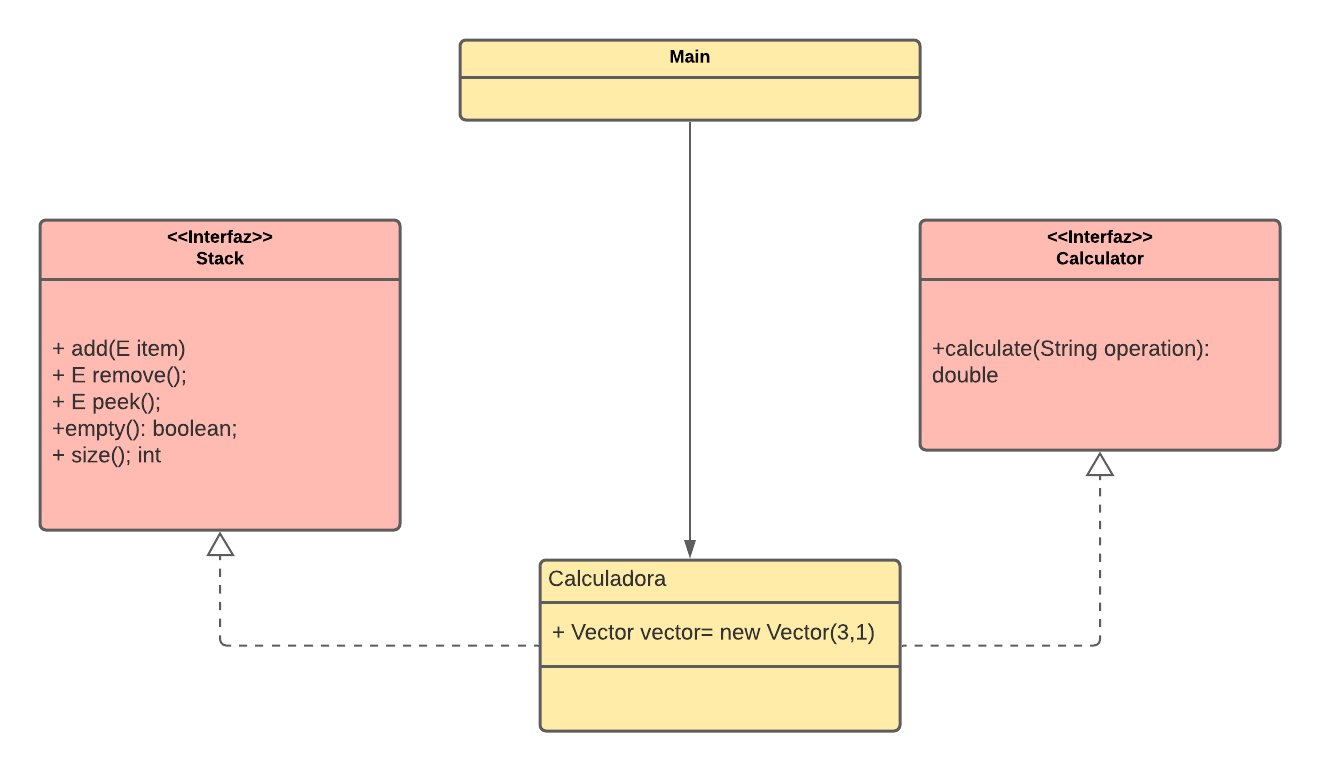 Main
<<Interfaz>>
Stack
+ add(E item)
+ E remove();
+ E peek();
+empty(): boolean;
+ size(); int
<<Interfaz>>
Calculator
+calculate(String operation):
double
Calculadora
+ Vector vector= new Vector(3,1)